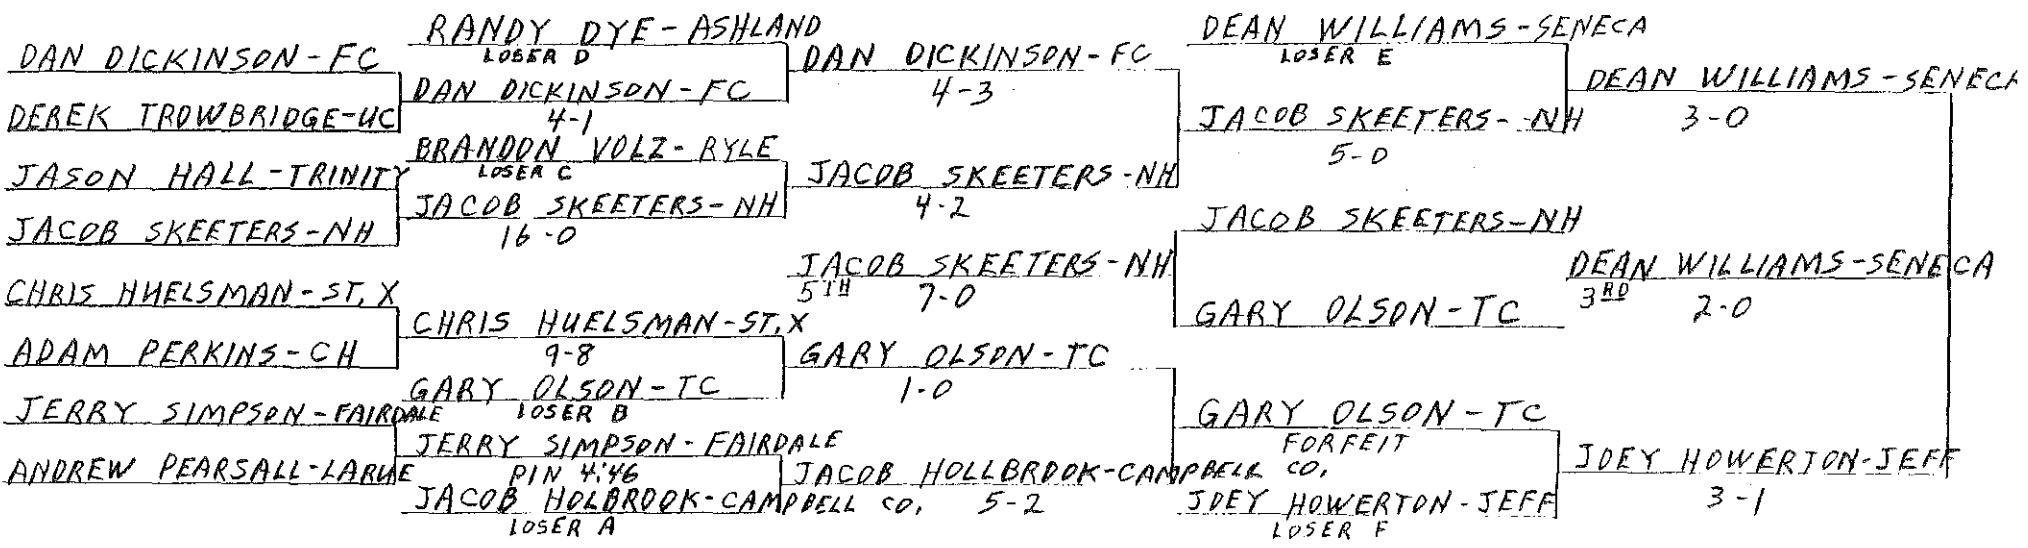 DAN DICKINSON-FC
DEREK TROWBRIDGE-UC
JASON HALL-TRINITY
JACOB SKEETERS-NH
CHRIS HUELSMAN-ST, X
ADAM PERKINS-CH
JERRY SIMPSON-FAIRDALE
ANDREW PEARSALL-LARUE
RANDY DYE-ASHLAND
LOSER D
DAN DICKINSON-FC
4-1
BRANDON VOLZ-RYLE
LOSER C
JACOB SKEETERS-NH
16-0
CHRIS HUELSMAN-ST, X
9-8
GARY OLSON-TC
LOSER B
JERRY SIMPSON-FAIRDALE
PIN 4:46
JACOB HOLBROOK-CAMPBELL CO,
LOSER A
DAN DICKINSON-FC
4-3
JACOB SKEETERS-NH
4-2
JACOB SKEETERS-NH
5TH 7-0
GARY OLSON-TC
1-0
JACOB HOLLBROOK-CAMPBELL CO,
5-2
DEAN WILLIAMS-SENECA
LOSER E
JACOB SKEETERS--NH
5-0
JACOB SKEETERS-NH
GARY OLSON-TC
GARY OLSON-TC
FORFEIT
JOEY HOWERTON-JEFF
LOSER F
DEAN WILLIAMS-SENECA
3-0
DEAN WILLIAMS-SENECA
3RD 2-0
JOEY HOWERTON-JEFF
3-1